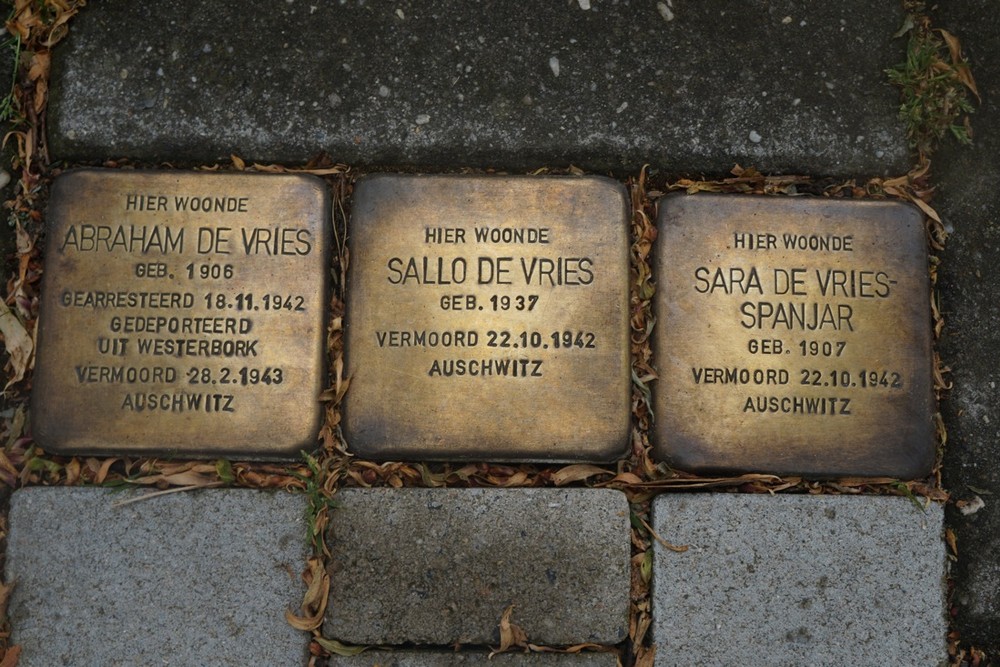 HIER WOONDE
ABRAHAM DE VRIES
GEB. 1906
GEARRESTEERD 18.11.1942
GEDEPORTEERD
UIT WESTERBORK
VERMOORD 28.2.1943
AUSCHWITZ
HIER WOONDE
SALLO DE VRIES
GEB. 1937
VERMOORD 22.10.1942
AUSCHWITZ
HIER WOONDE
SARA DE VRIES-
SPANJAR
GEB. 1907
VERMOORD 22.10.1942
AUSCHWITZ